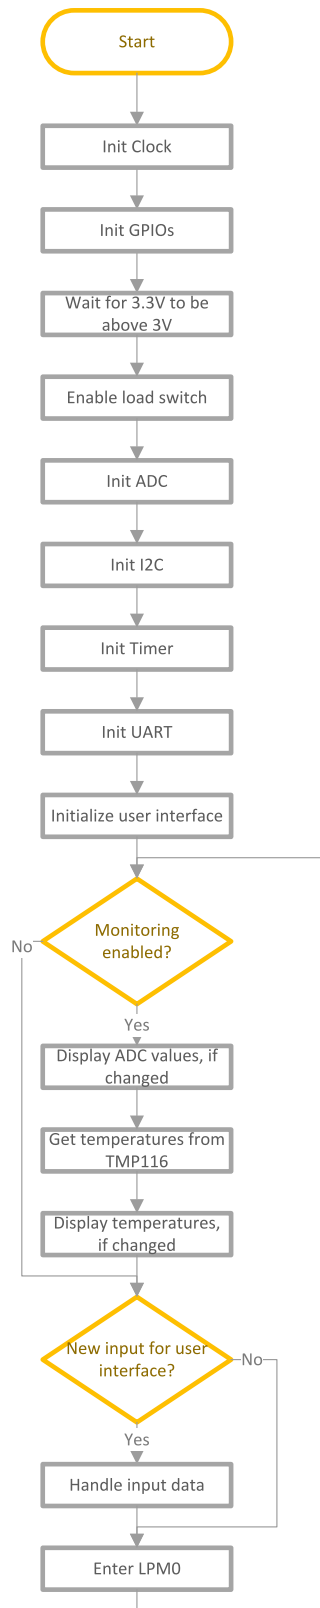 Start
Init Clock
Init GPIOs
Wait for 3.3V to be
above 3V
Enable load switch
Init ADC
Init I2C
Init Timer
Init UART
Initialize user interface
Monitoring
enabled?
No
Yes
Display ADC values, if
changed
Get temperatures from
TMP116
Display temperatures,
if changed
New input for user
interface?
No
Yes
Handle input data
Enter LPM0